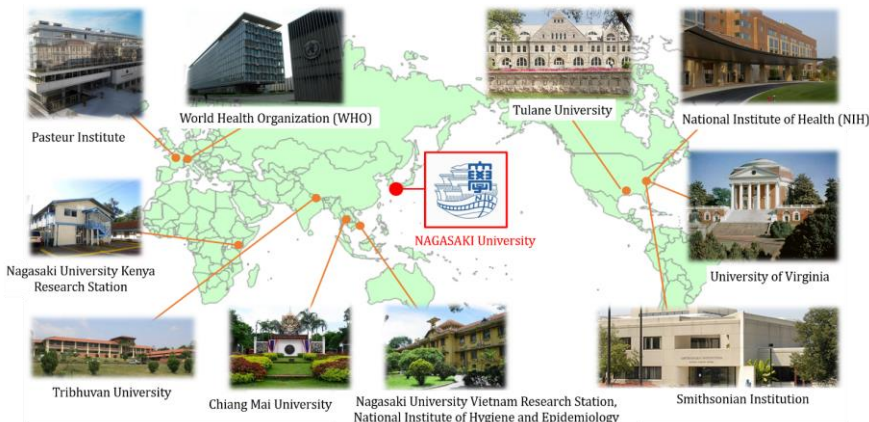 Pasteur Institute
World Health Organization (WHO)
Tulane University
National Institute of Health (NIH)
NAGASAKI University
Nagasaki University Kenya
Research Station
University of Virginia
Tribhuvan University
Chiang Mai University
Nagasaki University Vietnam Research Station,
National Institute of Hygiene and Epidemiology
Smithsonian Institution